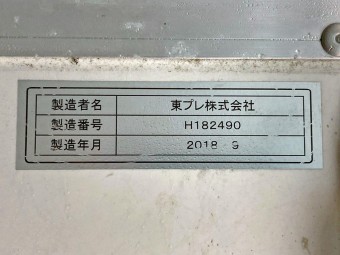 製造者名 東プレ株式会社
製造番号 H182490
製造年月 2018 9